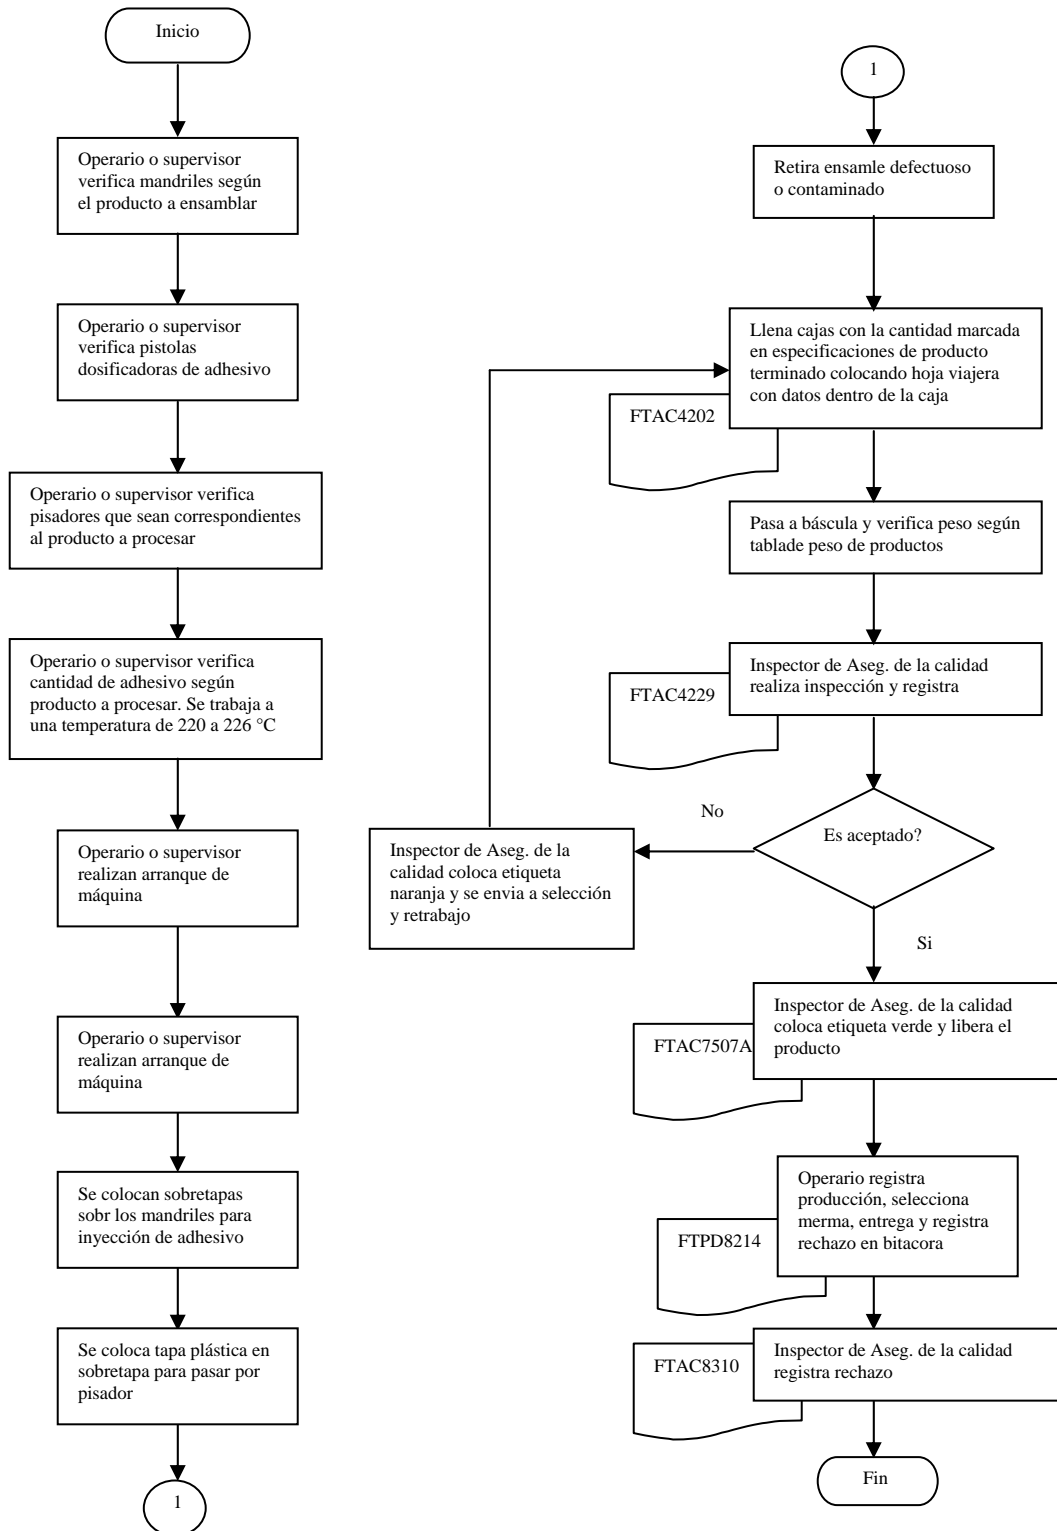 Inicio
Operario o supervisor
verifica mandriles según
el producto a ensamblar
Operario o supervisor
verifica pistolas
dosificadoras de adhesivo
Operario o supervisor verifica
pisadores que sean correspondientes
al producto a procesar
Operario o supervisor verifica
cantidad de adhesivo según
producto a procesar. Se trabaja a
una temperatura de 220 a 226 °C
Operario o supervisor
realizan arranque de
máquina
Operario o supervisor
realizan arranque de
máquina
Se colocan sobretapas
sobr los mandriles para
inyección de adhesivo
Se coloca tapa plástica en
sobretapa para pasar por
pisador
1
1
Retira ensamle defectuoso
o contaminado
Llena cajas con la cantidad marcada
en especificaciones de producto
terminado colocando hoja viajera
con datos dentro de la caja
FTAC4202
Pasa a báscula y verifica peso según
tablade peso de productos
Inspector de Aseg. de la calidad
realiza inspección y registra
FTAC4229
Es aceptado?
No
Inspector de Aseg. de la
calidad coloca etiqueta
naranja y se envia a selección
y retrabajo
Si
Inspector de Aseg. de la calidad
coloca etiqueta verde y libera el
producto
FTAC7507A
Operario registra
producción, selecciona
merma, entrega y registra
rechazo en bitacora
FTPD8214
Inspector de Aseg. de la calidad
registra rechazo
FTAC8310
Fin